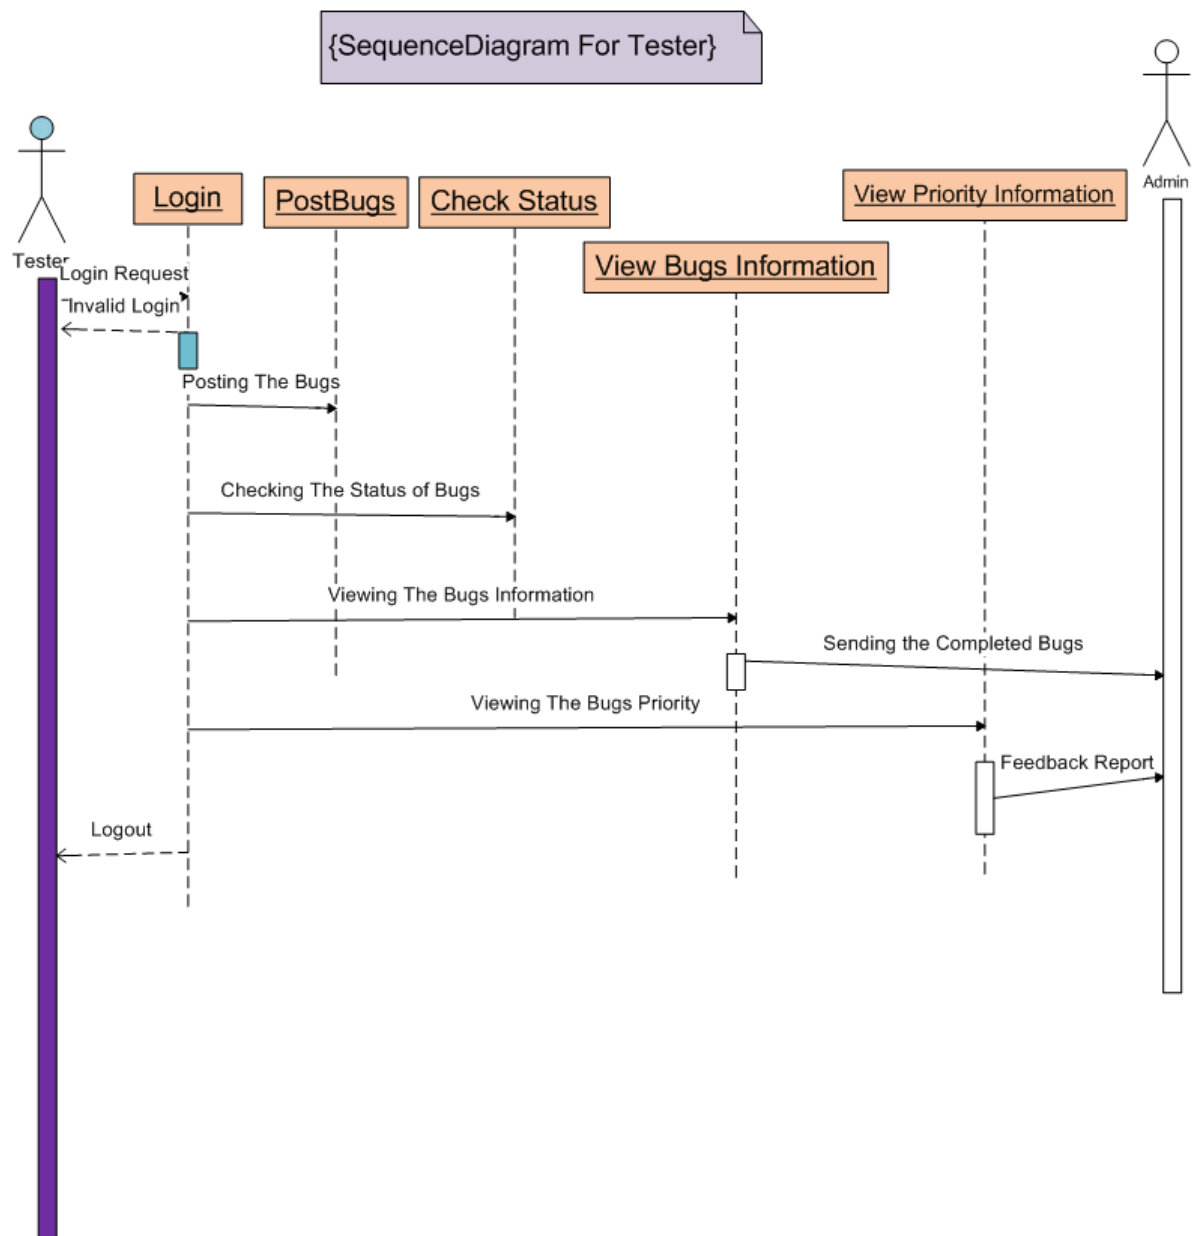 {SequenceDiagram For Tester}
Admin
Login
PostBugs
Check Status
View Priority Information
Tester
View Bugs Information
Login Request
Invalid Login
Posting The Bugs
Checking The Status of Bugs
Viewing The Bugs Information
Sending the Completed Bugs
Viewing The Bugs Priority
Feedback Report
Logout